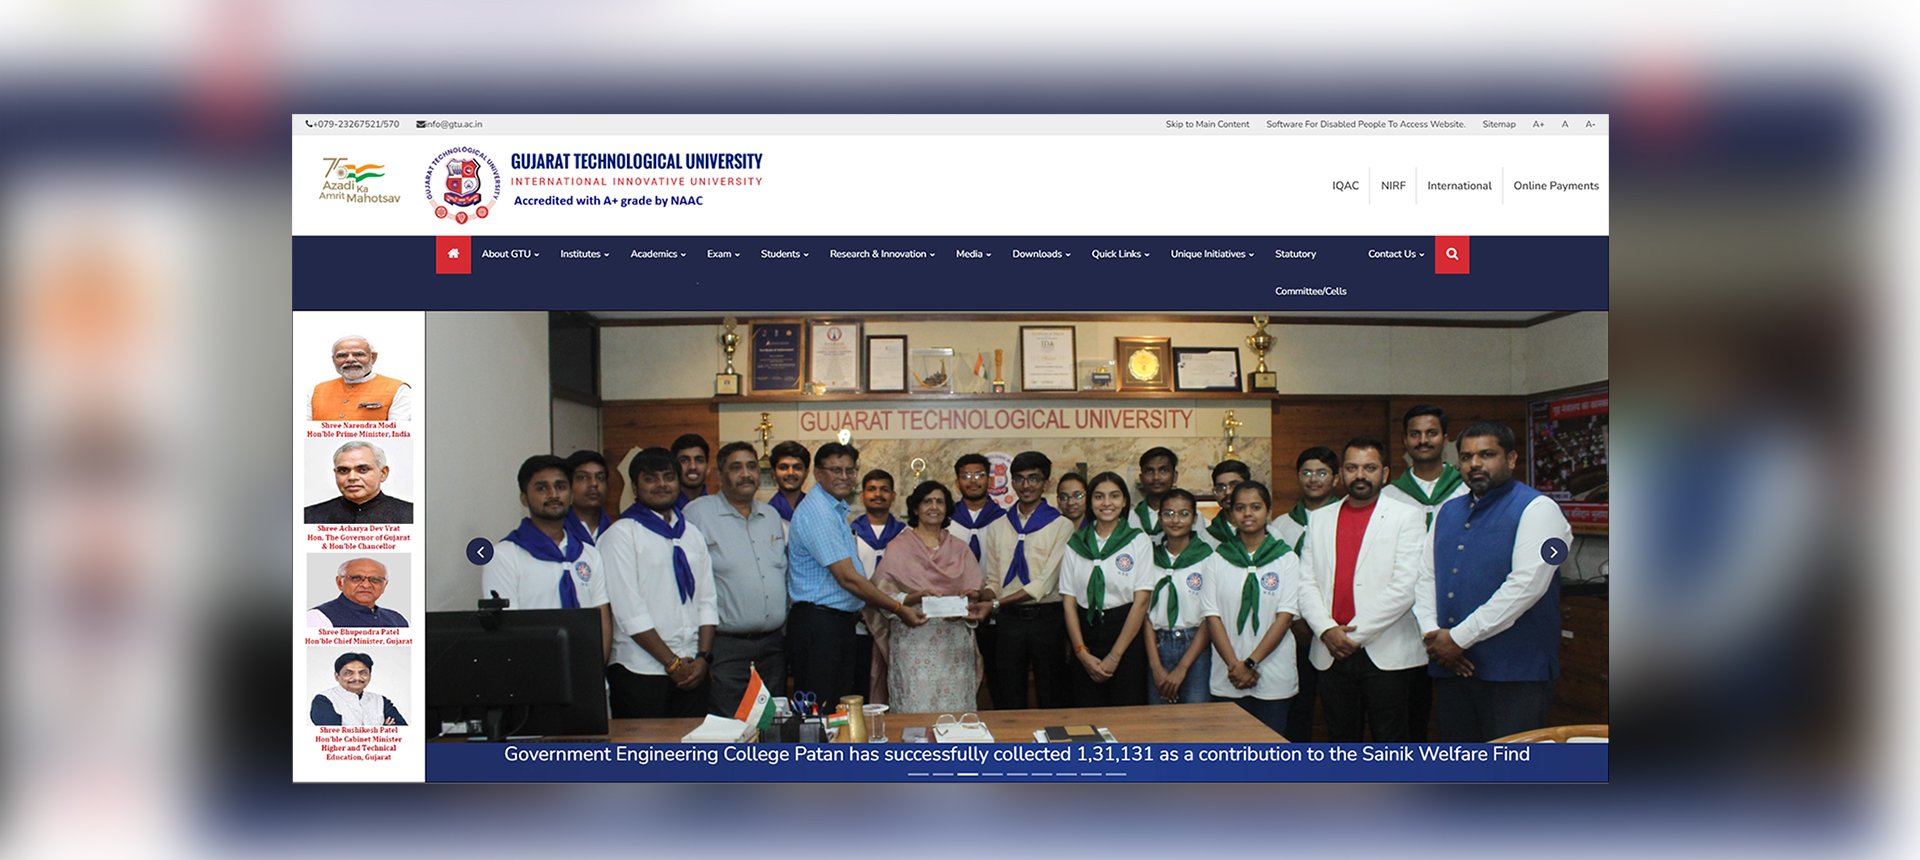 +079-23267521/570 info@gtu.ac.in Skip to Main Content Software For Disabled People To Access Website. Sitemap A+ A A-
75
Azadi Ka
Amrit Mahotsav
GUJARAT TECHNOLOGICAL UNIVERSITY
GUJARAT TECHNOLOGICAL UNIVERSITY
INTERNATIONAL INNOVATIVE UNIVERSITY
Accredited with A+ grade by NAAC
IQAC NIRF International Online Payments
About GTU Institutes Academics Exam Students Research & Innovation Media Downloads Quick Links Unique Initiatives Statutory Committee/Cells Contact Us
Shree Narendra Modi
Hon'ble Prime Minister, India
Shree Acharya Dev Vrat
Hon. The Governor of Gujarat
& Hon'ble Chancellor
Shree Bhupendra Patel
Hon'ble Chief Minister, Gujarat
Shree Rushikesh Patel
Hon'ble Cabinet Minister
Higher and Technical
Education, Gujarat
GUJARAT TECHNOLOGICAL UNIVERSITY
Government Engineering College Patan has successfully collected 1,31,131 as a contribution to the Sainik Welfare Find